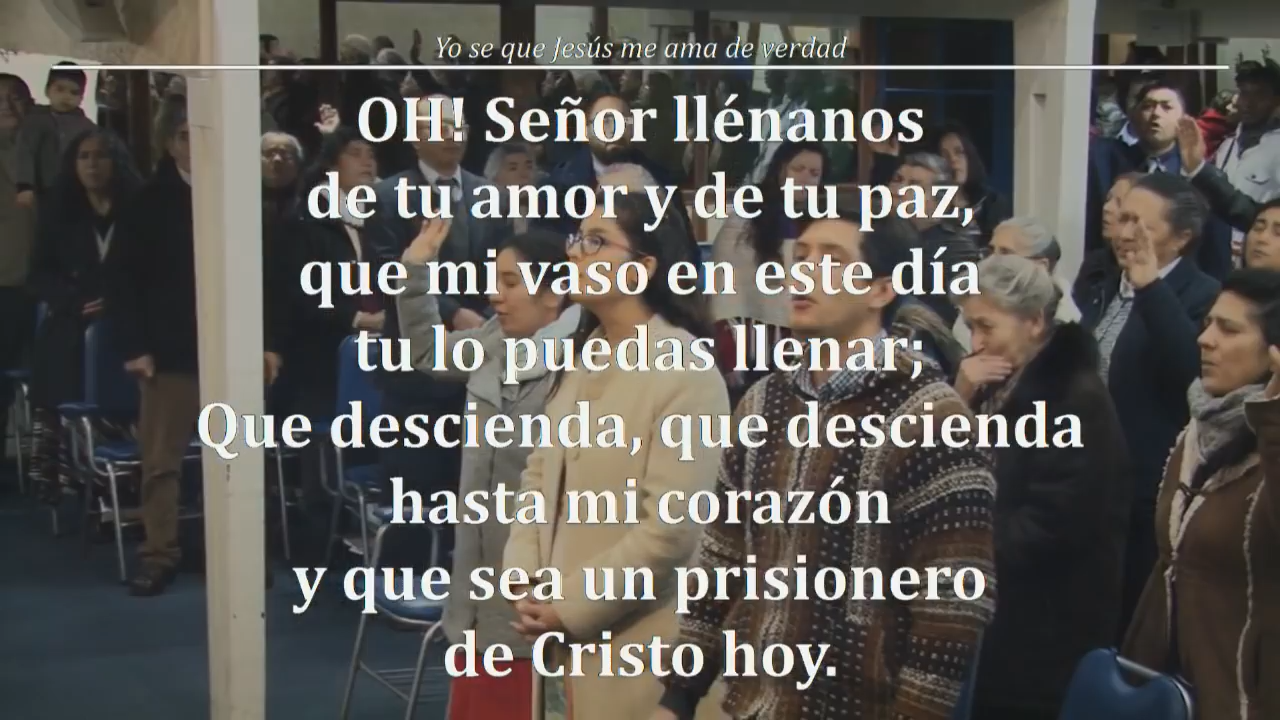 Yo se que Jesús me ama de verdad
OH! Señor llénanos
de tu amor y de tu paz,
que mi vaso en este día
tu lo puedas llenar;
Que descienda, que descienda
hasta mi corazón
y que sea un prisionero
de Cristo hoy.